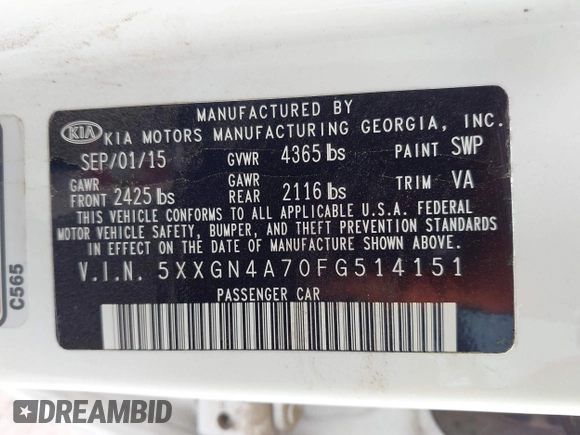 MANUFACTURED BY
KIA KIA MOTORS MANUFACTURING GEORGIA, INC.
SEP/01/15 GVWR 4365 lbs PAINT SWP
GAWR FRONT 2425 lbs GAWR REAR 2116 lbs TRIM VA
THIS VEHICLE CONFORMS TO ALL APPLICABLE U.S.A. FEDERAL
MOTOR VEHICLE SAFETY, BUMPER, AND THEFT PREVENTION STANDARDS
IN EFFECT ON THE DATE OF MANUFACTURE SHOWN ABOVE.
V.I.N. 5XXGN4A70FG514151
PASSENGER CAR
C565
DREAMBID